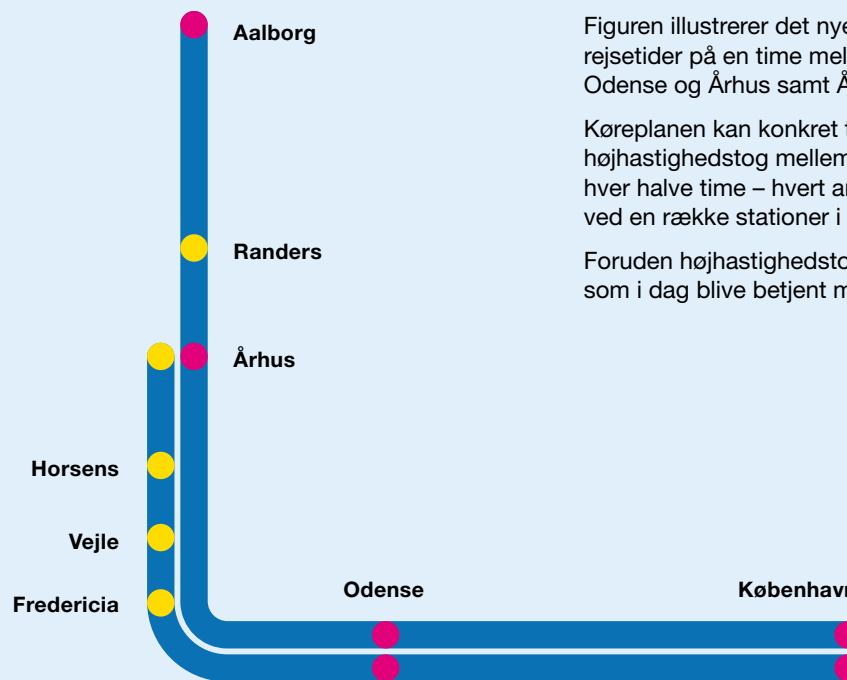 Aalborg
Randers
Århus
Horsens
Vejle
Fredericia
Odense
København
Figuren illustrerer det nye
rejsetider på en time mel
Odense og Århus samt Å
Køreplanen kan konkret
højhastighedstog mellem
hver halve time – hvert a
ved en række stationer i
Foruden højhastighedsto
som i dag blive betjent m